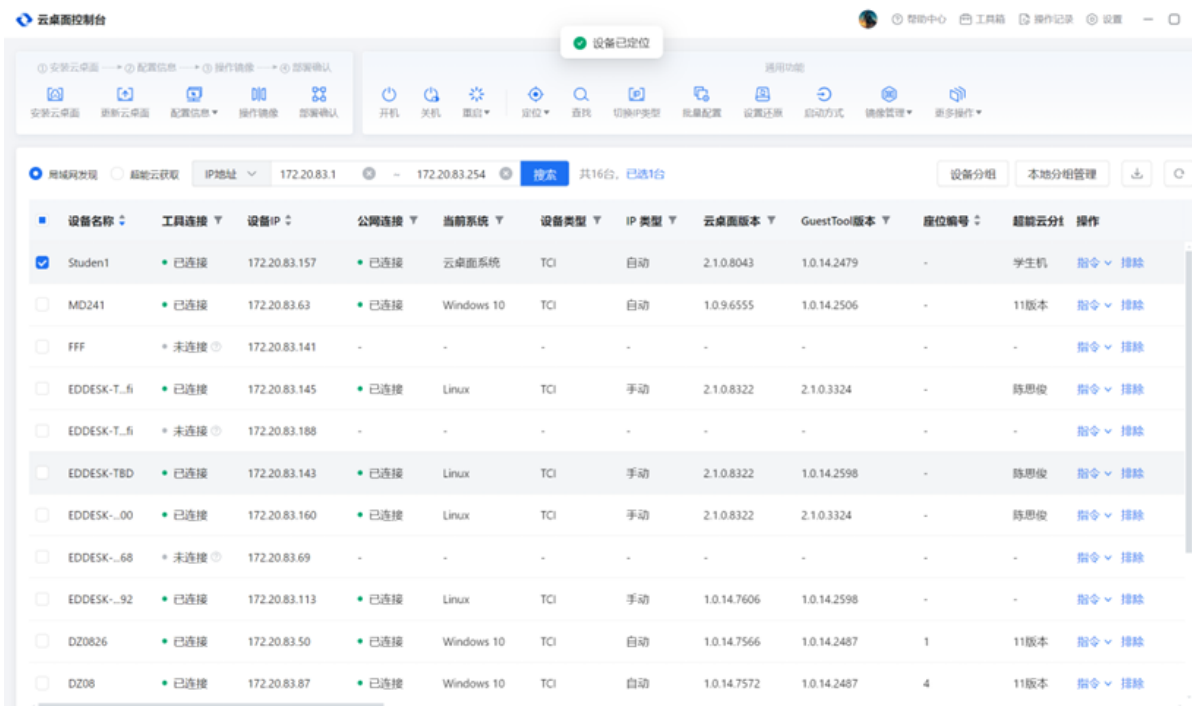 云桌面控制台
帮助中心 工具箱 操作记录 设置
设备已定位
①安装云桌面 ②配置信息 ③操作镜像 ④部署确认
通用功能
安装云桌面 更新云桌面 配置信息 操作镜像 部署确认 开机 关机 重启 定位 查找 切换IP类型 批量配置 设置还原 启动方式 镜像管理 更多操作
局域网发现 超能云获取 IP地址 172.20.83.1 – 172.20.83.254 搜索 共16台，已选1台 设备分组 本地分组管理
设备名称 工具连接 设备IP 公网连接 当前系统 设备类型 IP 类型 云桌面版本 GuestTool版本 座位编号 超能云分 操作
Studen1 已连接 172.20.83.157 已连接 云桌面系统 TCI 自动 2.1.0.8043 1.0.14.2479 - 学生机 指令 排除
MD241 已连接 172.20.83.63 已连接 Windows 10 TCI 自动 1.0.9.6555 1.0.14.2506 - 11版本 指令 排除
FFF 未连接 172.20.83.141 - - - - - - - - 指令 排除
EDDESK-T...fi 已连接 172.20.83.145 已连接 Linux TCI 手动 2.1.0.8322 2.1.0.3324 - 陈思俊 指令 排除
EDDESK-T...fi 未连接 172.20.83.188 - - - - - - - - 指令 排除
EDDESK-TBD 已连接 172.20.83.143 已连接 Linux TCI 手动 2.1.0.8322 1.0.14.2598 - 陈思俊 指令 排除
EDDESK-...00 已连接 172.20.83.160 已连接 Linux TCI 手动 2.1.0.8322 2.1.0.3324 - 陈思俊 指令 排除
EDDESK-...68 未连接 172.20.83.69 - - - - - - - - 指令 排除
EDDESK-...92 已连接 172.20.83.113 已连接 Linux TCI 手动 1.0.14.7606 1.0.14.2598 - - 指令 排除
DZ0826 已连接 172.20.83.50 已连接 Windows 10 TCI 自动 1.0.14.7566 1.0.14.2487 1 11版本 指令 排除
DZ08 已连接 172.20.83.87 已连接 Windows 10 TCI 自动 1.0.14.7572 1.0.14.2487 4 11版本 指令 排除